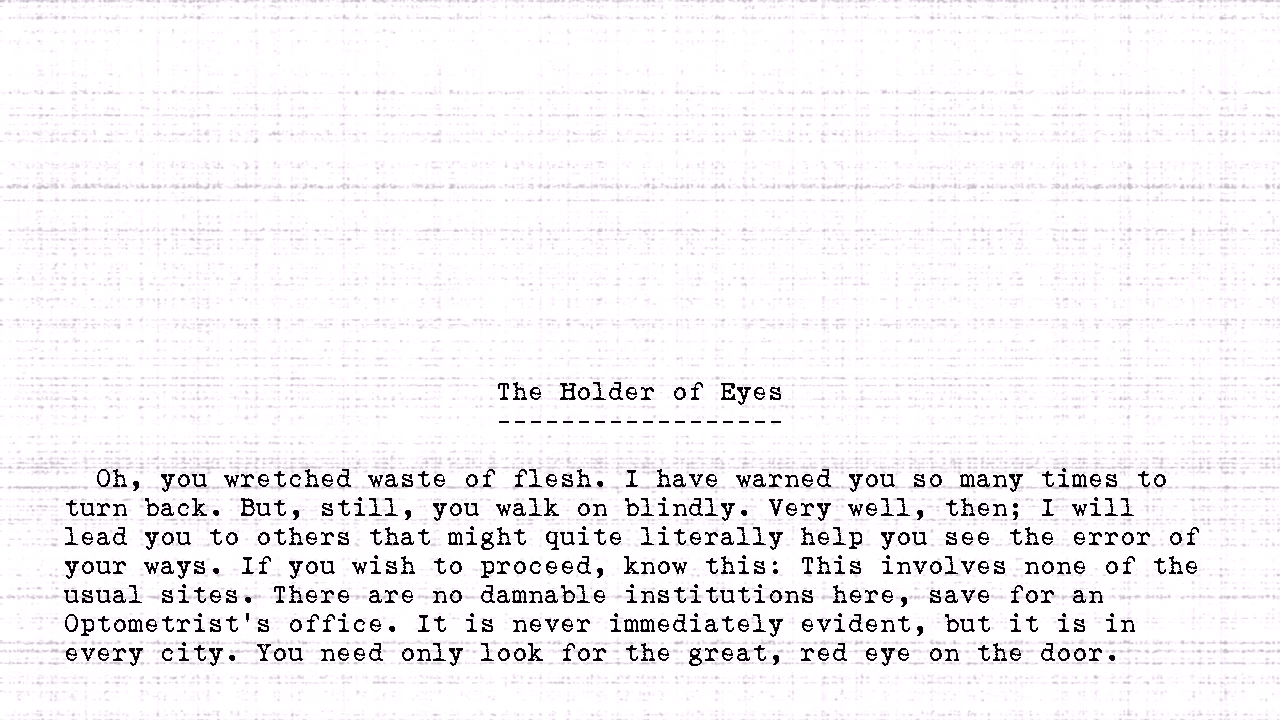 The Holder of Eyes
------------------
Oh, you wretched waste of flesh. I have warned you so many times to
turn back. But, still, you walk on blindly. Very well, then; I will
lead you to others that might quite literally help you see the error of
your ways. If you wish to proceed, know this: This involves none of the
usual sites. There are no damnable institutions here, save for an
Optometrist's office. It is never immediately evident, but it is in
every city. You need only look for the great, red eye on the door.